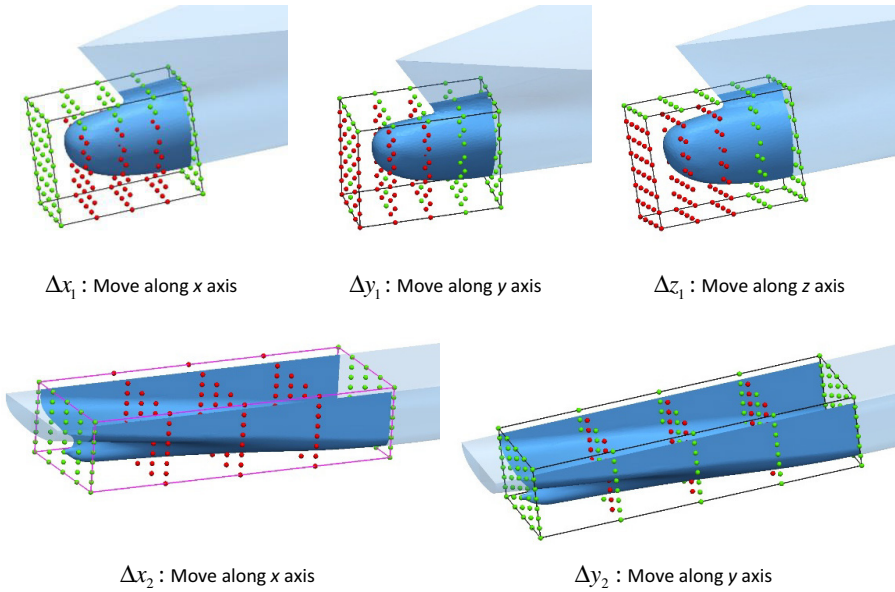 Δx₁ : Move along x axis
Δy₁ : Move along y axis
Δz₁ : Move along z axis
Δx₂ : Move along x axis
Δy₂ : Move along y axis